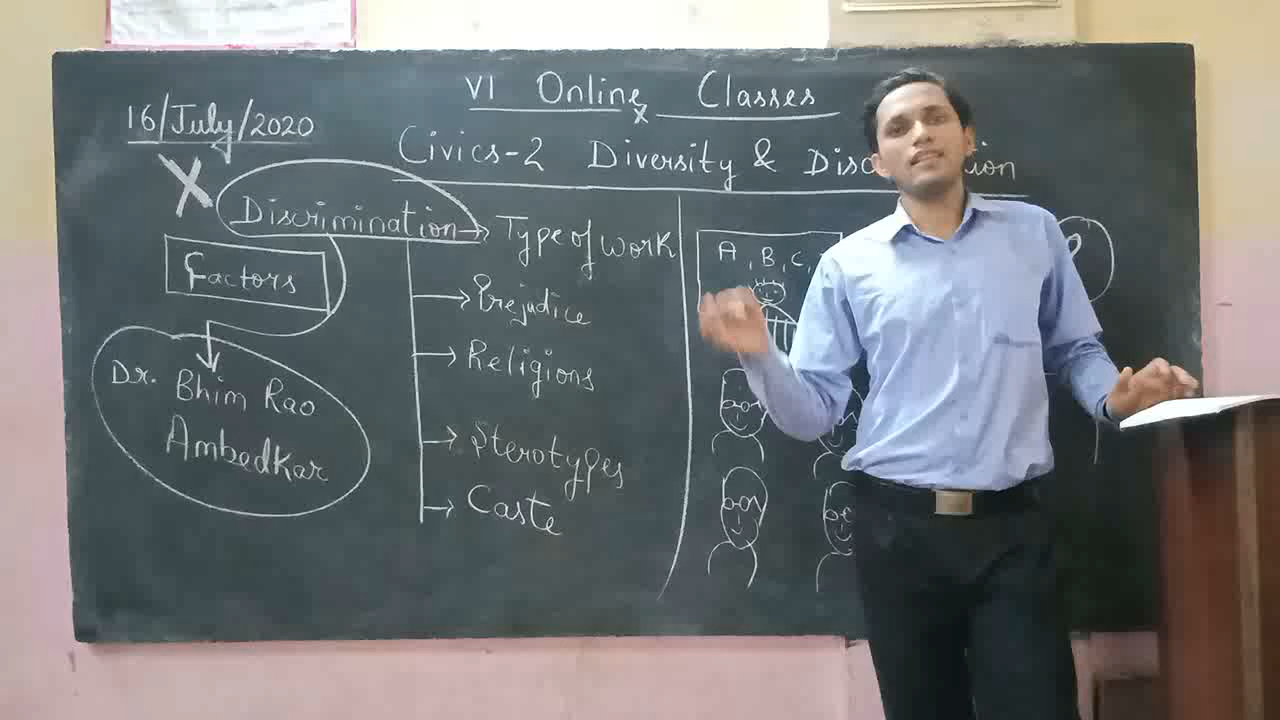 VI Online Classes
16/July/2020
Civics-2 Diversity & Disc ion
X
x
Discrimination → Type of work
Factors
→ Prejudice
→ Religions
→ Sterotypes
→ Caste
Dr. Bhim Rao
Ambedkar
A, B, C,